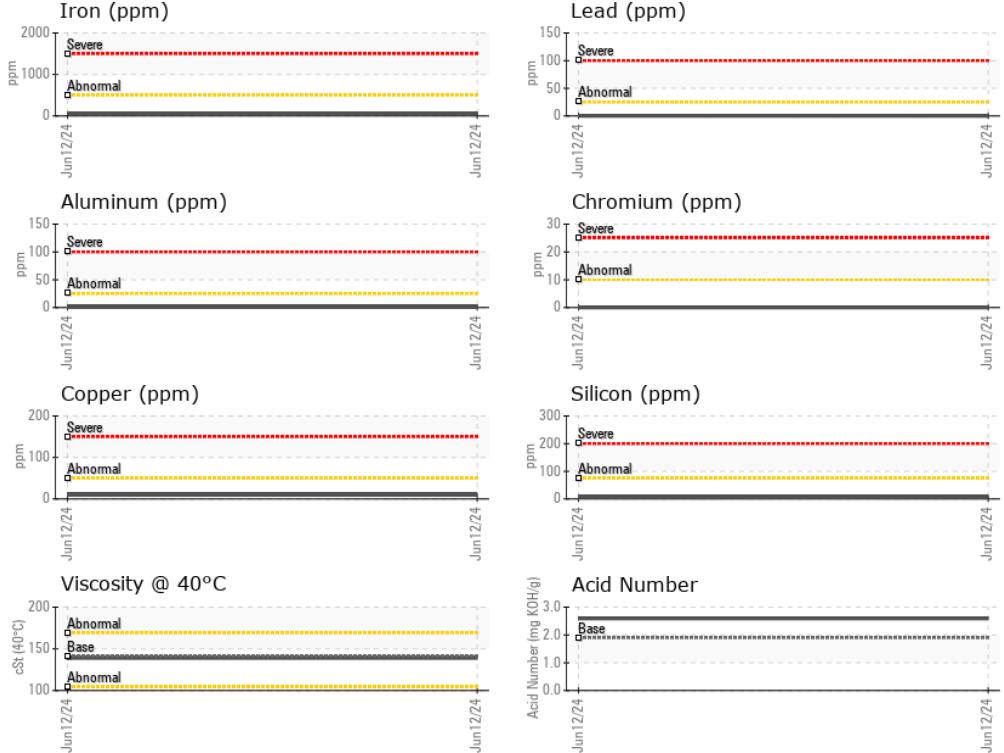 Iron (ppm)
2000
1000
0
ppm
Severe
Abnormal
Jun12/24
Jun12/24
Lead (ppm)
150
100
50
0
ppm
Severe
Abnormal
Jun12/24
Jun12/24
Aluminum (ppm)
150
100
50
0
ppm
Severe
Abnormal
Jun12/24
Jun12/24
Chromium (ppm)
30
20
10
0
ppm
Severe
Abnormal
Jun12/24
Jun12/24
Copper (ppm)
200
100
0
ppm
Severe
Abnormal
Jun12/24
Jun12/24
Silicon (ppm)
300
200
100
0
ppm
Severe
Abnormal
Jun12/24
Jun12/24
Viscosity @ 40°C
200
150
100
cSt (40°C)
Abnormal
Base
Abnormal
Jun12/24
Jun12/24
Acid Number
3.0
2.0
1.0
0.0
Acid Number (mg KOH/g)
Base
Jun12/24
Jun12/24